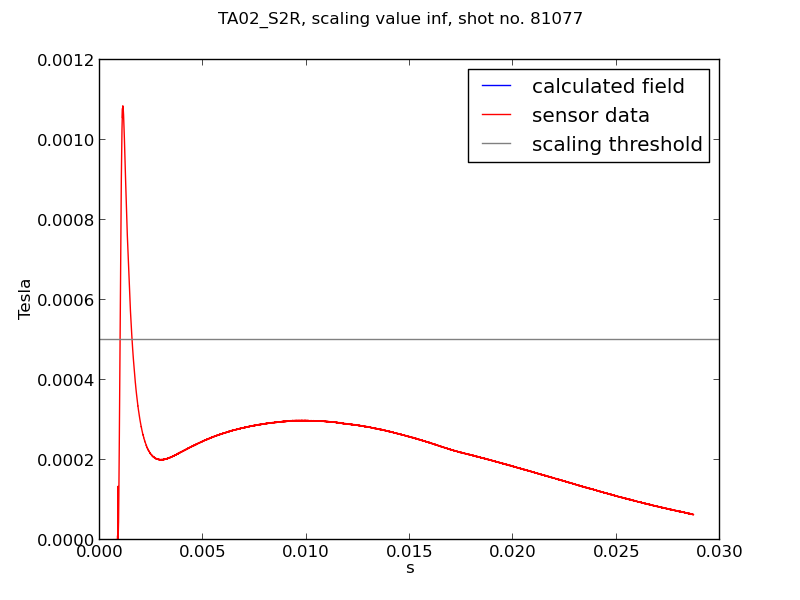 TA02_S2R, scaling value inf, shot no. 81077
0.0012
0.0010
0.0008
0.0006
0.0004
0.0002
0.0000
Tesla
calculated field
sensor data
scaling threshold
0.000 0.005 0.010 0.015 0.020 0.025 0.030
s